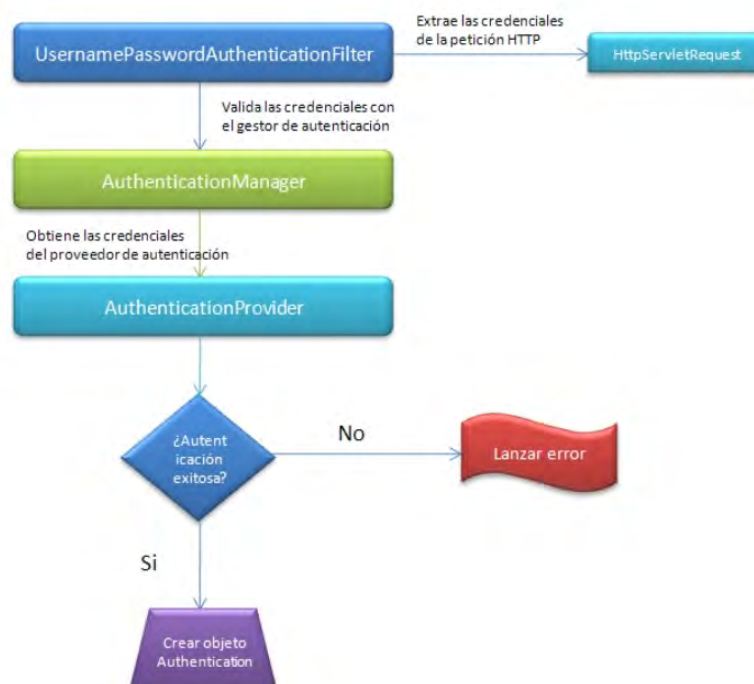 Extrae las credenciales
de la petición HTTP
UsernamePasswordAuthenticationFilter
HttpServletRequest
Valida las credenciales con
el gestor de autenticación
AuthenticationManager
Obtiene las credenciales
del proveedor de autenticación
AuthenticationProvider
¿Autent
icación
exitosa?
No
Lanzar error
Si
Crear objeto
Authentication